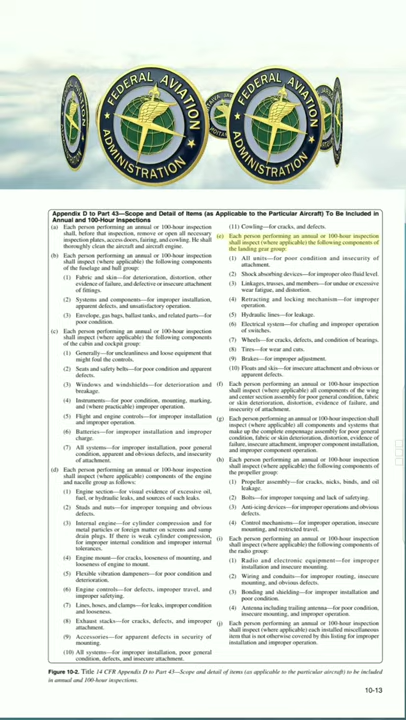 FEDERAL AVIATION
ADMINISTRATION
FEDERAL AVIATION
ADMINISTRATION
Appendix D to Part 43—Scope and Detail of Items (as Applicable to the Particular Aircraft) To Be Included in
Annual and 100-Hour Inspections
(a) Each person performing an annual or 100-hour inspection
shall, before that inspection, remove or open all necessary
inspection plates, access doors, fairing, and cowling. He shall
thoroughly clean the aircraft and aircraft engine.
(b) Each person performing an annual or 100-hour inspection
shall inspect (where applicable) the following components
of the fuselage and hull group:
(1) Fabric and skin—for deterioration, distortion, other
evidence of failure, and defective or insecure attachment
of fittings.
(2) Systems and components—for improper installation,
apparent defects, and unsatisfactory operation.
(3) Envelope, gas bags, ballast tanks, and related parts—for
poor condition.
(c) Each person performing an annual or 100-hour inspection
shall inspect (where applicable) the following components
of the cabin and cockpit group:
(1) Generally—for uncleanliness and loose equipment that
might foul the controls.
(2) Seats and safety belts—for poor condition and apparent
defects.
(3) Windows and windshields—for deterioration and
breakage.
(4) Instruments—for poor condition, mounting, marking,
and (where practicable) improper operation.
(5) Flight and engine controls—for improper installation
and improper operation.
(6) Batteries—for improper installation and improper
charge.
(7) All systems—for improper installation, poor general
condition, apparent and obvious defects, and insecurity
of attachment.
(d) Each person performing an annual or 100-hour inspection
shall inspect (where applicable) components of the engine
and nacelle group as follows:
(1) Engine section—for visual evidence of excessive oil,
fuel, or hydraulic leaks, and sources of such leaks.
(2) Studs and nuts—for improper torquing and obvious
defects.
(3) Internal engine—for cylinder compression and for
metal particles or foreign matter on screens and sump
drain plugs. If there is weak cylinder compression,
for improper internal condition and improper internal
tolerances.
(4) Engine mount—for cracks, looseness of mounting, and
looseness of engine to mount.
(5) Flexible vibration dampeners—for poor condition and
deterioration.
(6) Engine controls—for defects, improper travel, and
improper safetying.
(7) Lines, hoses, and clamps—for leaks, improper condition
and looseness.
(8) Exhaust stacks—for cracks, defects, and improper
attachment.
(9) Accessories—for apparent defects in security of
mounting.
(10) All systems—for improper installation, poor general
condition, defects, and insecure attachment.
(11) Cowling—for cracks, and defects.
(e) Each person performing an annual or 100-hour inspection
shall inspect (where applicable) the following components of
the landing gear group:
(1) All units—for poor condition and insecurity of
attachment.
(2) Shock absorbing devices—for improper oleo fluid level.
(3) Linkages, trusses, and members—for undue or excessive
wear fatigue, and distortion.
(4) Retracting and locking mechanism—for improper
operation.
(5) Hydraulic lines—for leakage.
(6) Electrical system—for chafing and improper operation
of switches.
(7) Wheels—for cracks, defects, and condition of bearings.
(8) Tires—for wear and cuts.
(9) Brakes—for improper adjustment.
(10) Floats and skis—for insecure attachment and obvious or
apparent defects.
(f) Each person performing an annual or 100-hour inspection
shall inspect (where applicable) all components of the wing
and center section assembly for poor general condition, fabric
or skin deterioration, distortion, evidence of failure, and
insecurity of attachment.
(g) Each person performing an annual or 100-hour inspection
shall inspect (where applicable) all components and systems that
make up the complete empennage assembly for poor general
condition, fabric or skin deterioration, distortion, evidence of
failure, insecure attachment, improper component installation,
and improper component operation.
(h) Each person performing an annual or 100-hour inspection
shall inspect (where applicable) the following components of
the propeller group:
(1) Propeller assembly—for cracks, nicks, binds, and oil
leakage.
(2) Bolts—for improper torquing and lack of safetying.
(3) Anti-icing devices—for improper operations and obvious
defects.
(4) Control mechanisms—for improper operation, insecure
mounting, and restricted travel.
(i) Each person performing an annual or 100-hour inspection
shall inspect (where applicable) the following components of
the radio group:
(1) Radio and electronic equipment—for improper
installation and insecure mounting.
(2) Wiring and conduits—for improper routing, insecure
mounting, and obvious defects.
(3) Bonding and shielding—for improper installation and
poor condition.
(4) Antenna including trailing antenna—for poor condition,
insecure mounting, and improper operation.
(j) Each person performing an annual or 100-hour inspection
shall inspect (where applicable) each installed miscellaneous
item that is not otherwise covered by this listing for improper
installation and improper operation.
Figure 10-2. Title 14 CFR Appendix D to Part 43—Scope and detail of items (as applicable to the particular aircraft) to be included
in annual and 100-hour inspections.
10-13